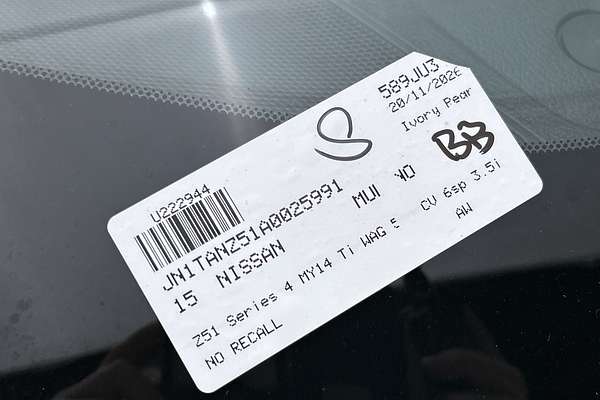 589JU3
20/11/2026
Ivory Pear
BB
U222944
JN1TANZ51A0025991
15 NISSAN MUI YO
Z51 Series 4 MY14 Ti WAG 5 CV 6sp 3.5i
NO RECALL AW